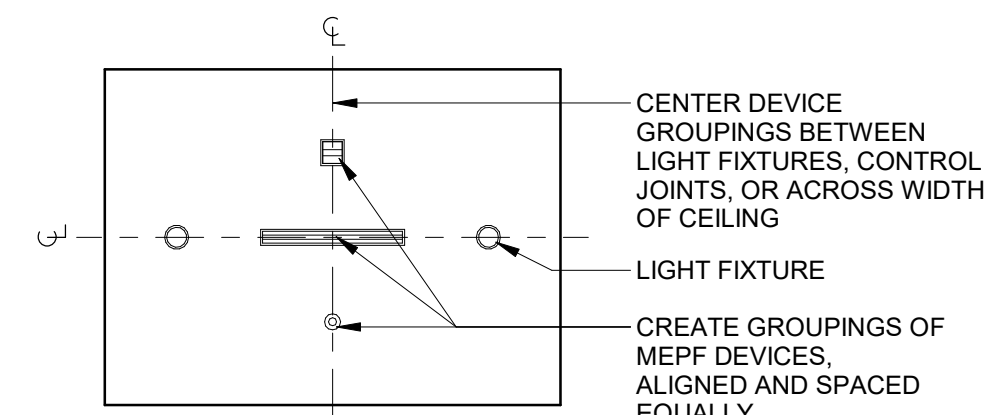 CENTER DEVICE
GROUPINGS BETWEEN
LIGHT FIXTURES, CONTROL
JOINTS, OR ACROSS WIDTH
OF CEILING
LIGHT FIXTURE
CREATE GROUPINGS OF
MEPF DEVICES,
ALIGNED AND SPACED
EQUALLY